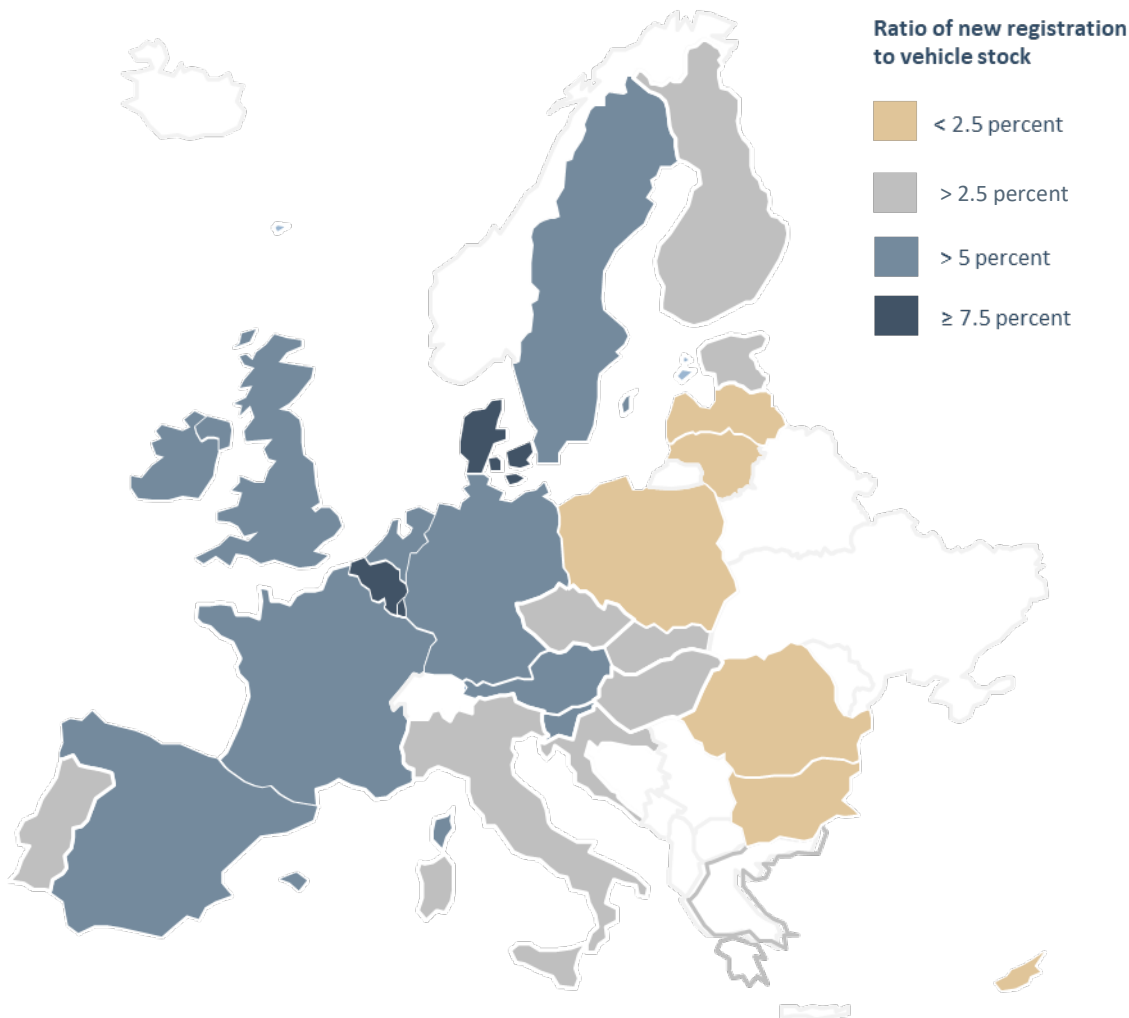 Ratio of new registration
to vehicle stock
< 2.5 percent
> 2.5 percent
> 5 percent
≥ 7.5 percent